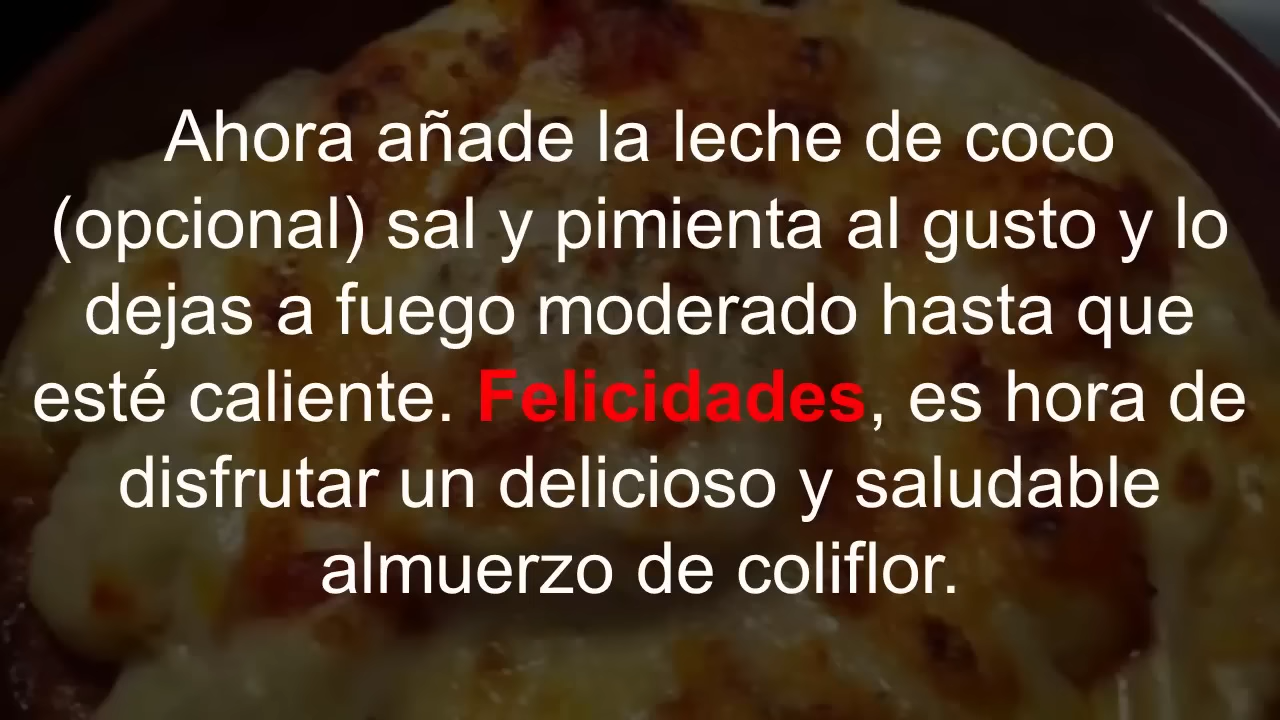 Ahora añade la leche de coco
(opcional) sal y pimienta al gusto y lo
dejas a fuego moderado hasta que
esté caliente. Felicidades, es hora de
disfrutar un delicioso y saludable
almuerzo de coliflor.